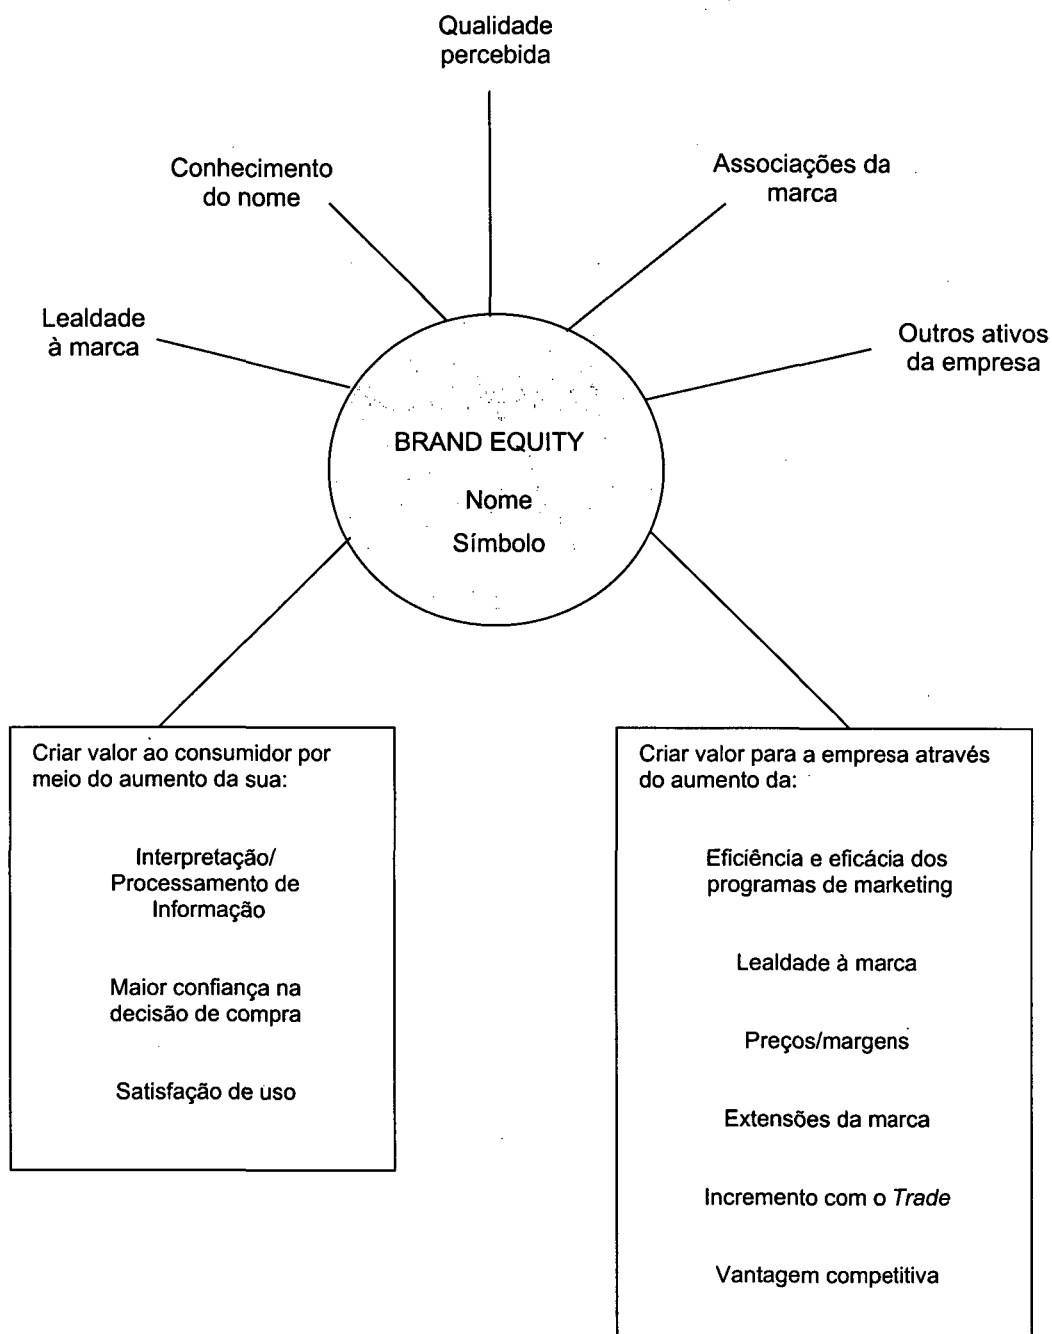 Qualidade
percebida
Conhecimento
do nome
Associações da
marca
Lealdade
à marca
Outros ativos
da empresa
BRAND EQUITY
Nome
Símbolo
Criar valor ao consumidor por
meio do aumento da sua:
Interpretação/
Processamento de
Informação
Maior confiança na
decisão de compra
Satisfação de uso
Criar valor para a empresa através
do aumento da:
Eficiência e eficácia dos
programas de marketing
Lealdade à marca
Preços/margens
Extensões da marca
Incremento com o Trade
Vantagem competitiva